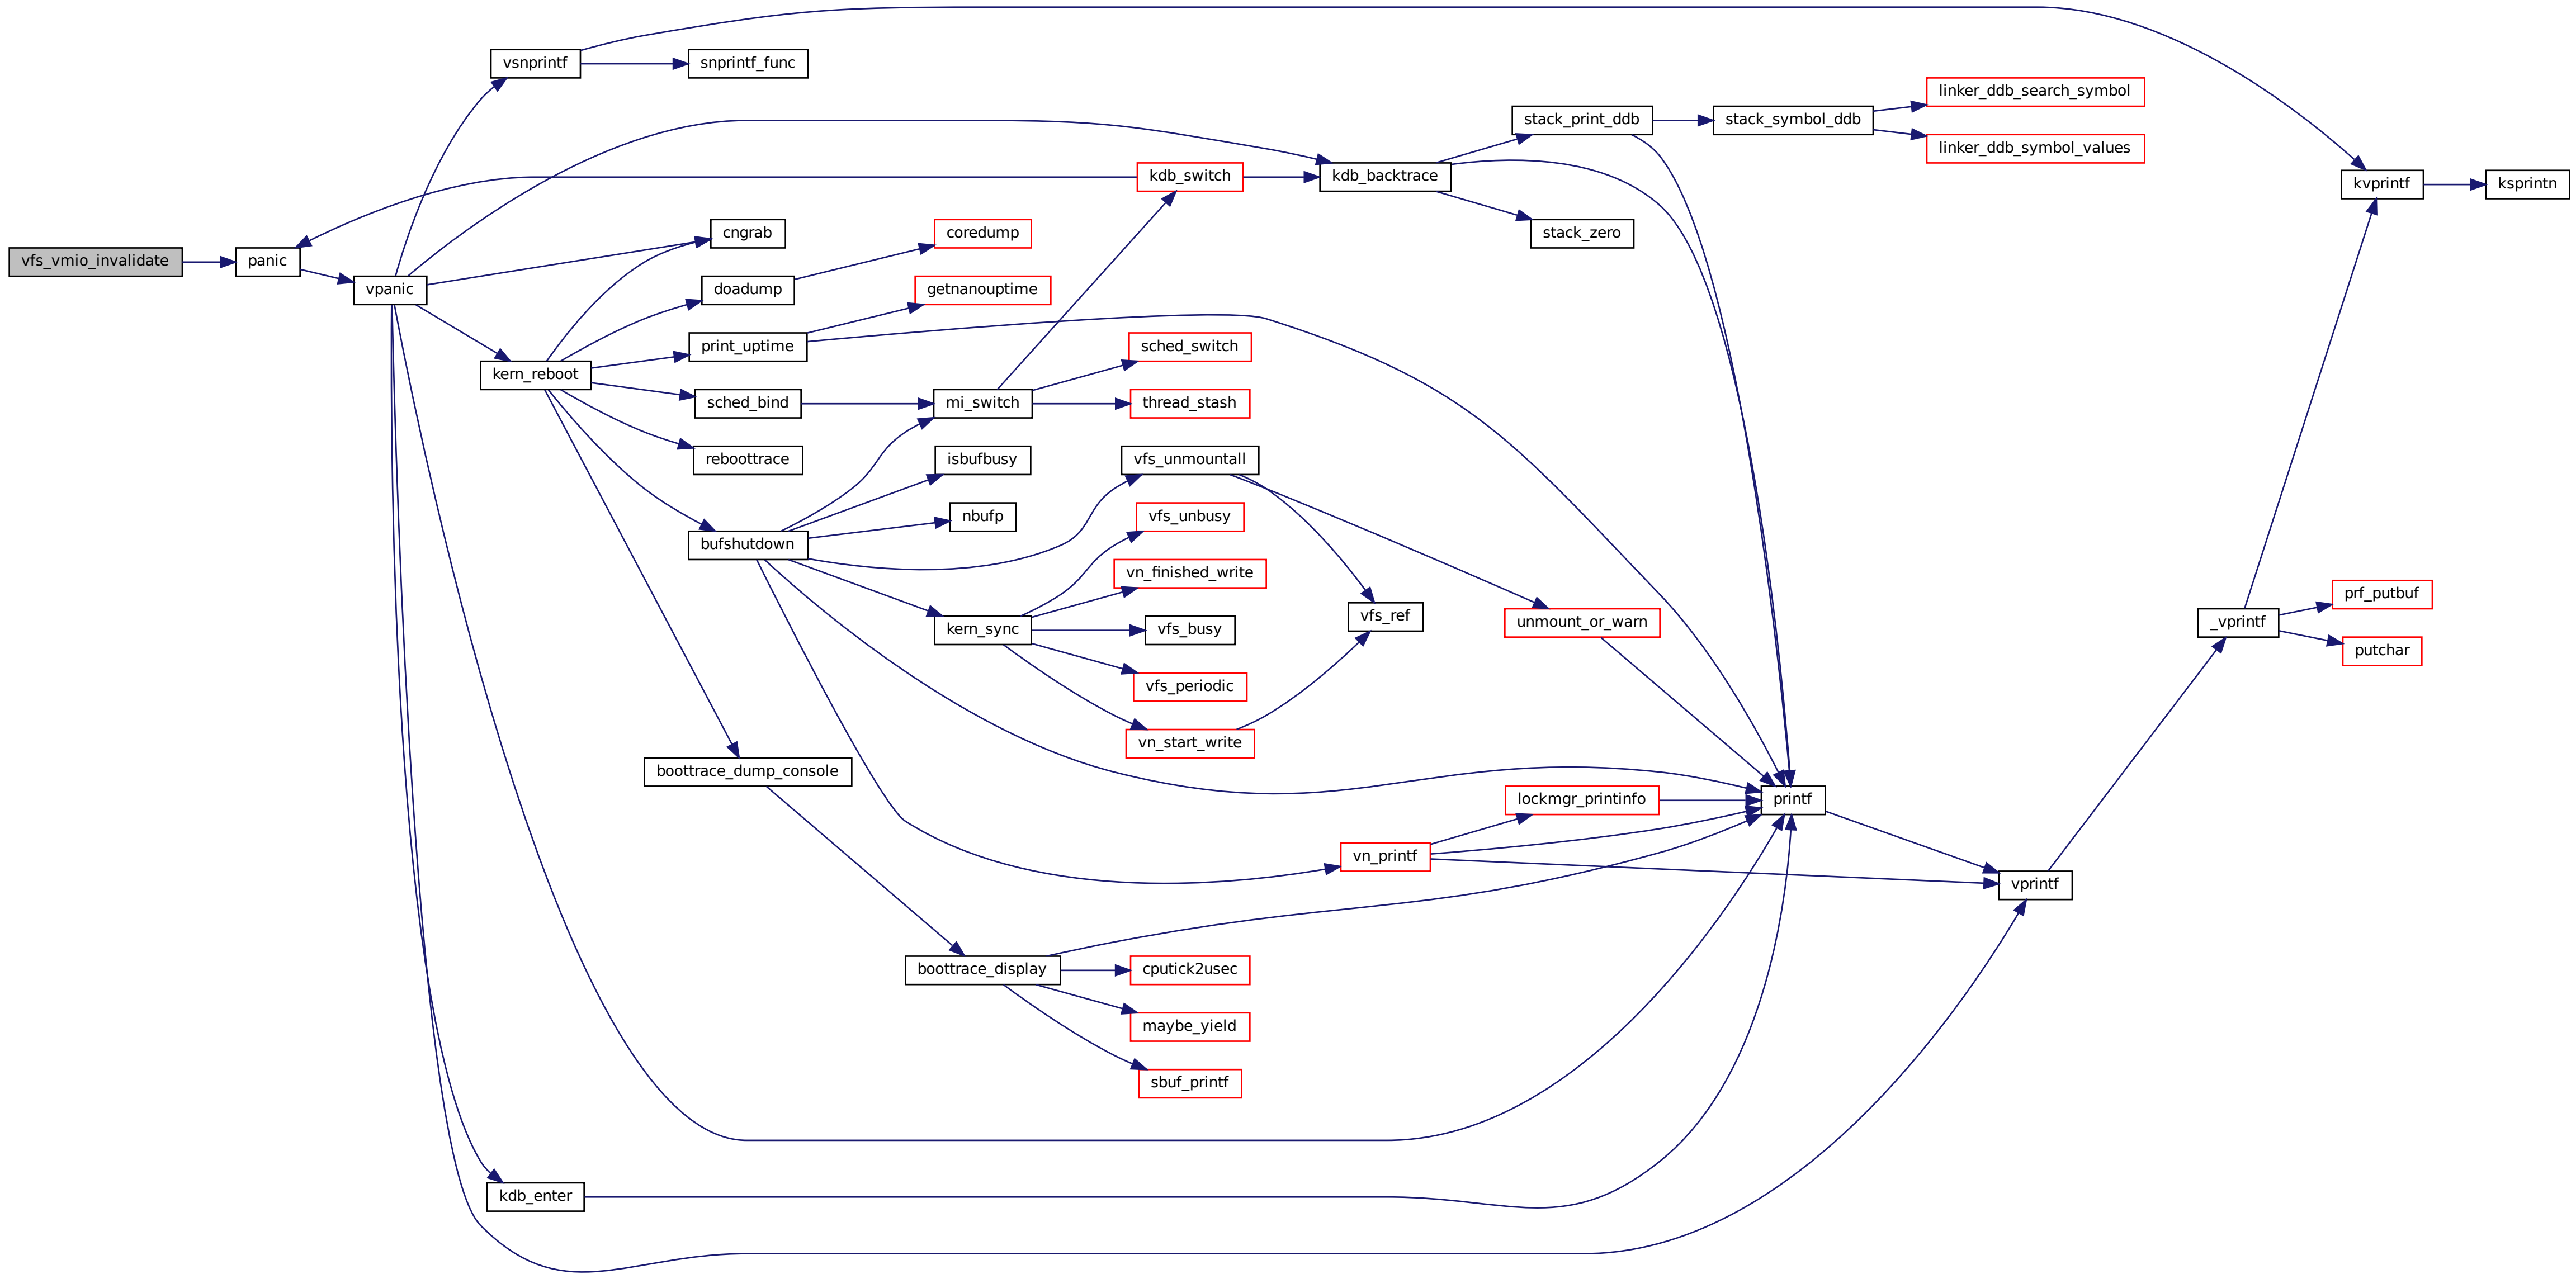 vfs_vmio_invalidate
panic
vpanic
vsnprintf
snprintf_func
kern_reboot
cngrab
doadump
coredump
print_uptime
getnanouptime
sched_bind
mi_switch
kdb_switch
sched_switch
thread_stash
reboottrace
bufshutdown
isbufbusy
nbufp
vfs_unmountall
kern_sync
vfs_unbusy
vn_finished_write
vfs_busy
vfs_periodic
vn_start_write
vfs_ref
unmount_or_warn
boottrace_dump_console
boottrace_display
cputick2usec
maybe_yield
sbuf_printf
kdb_enter
kdb_backtrace
stack_print_ddb
stack_zero
stack_symbol_ddb
linker_ddb_search_symbol
linker_ddb_symbol_values
lockmgr_printinfo
vn_printf
printf
vprintf
_vprintf
kvprintf
ksprintn
prf_putbuf
putchar